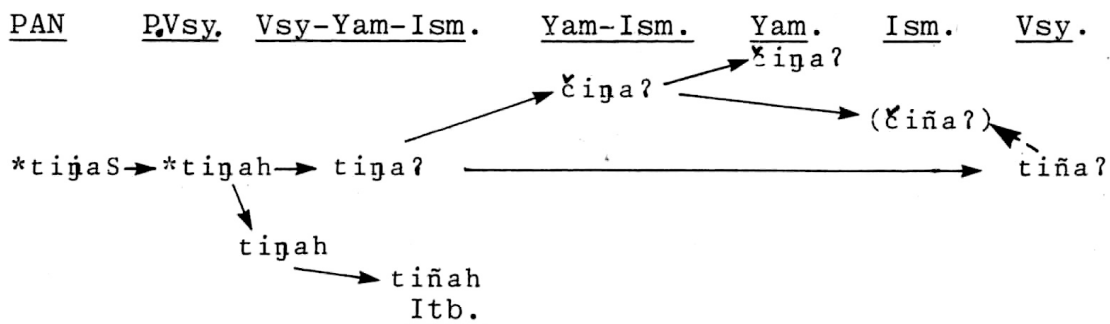 PAN P.Vsy. Vsy-Yam-Ism. Yam-Ism. Yam. Ism. Vsy.
čiŋaʔ
čiŋaʔ
(čiñaʔ)
*tiŋaS→*tiŋah→ tiŋaʔ → tiñaʔ
tiŋah
tiñah
Itb.